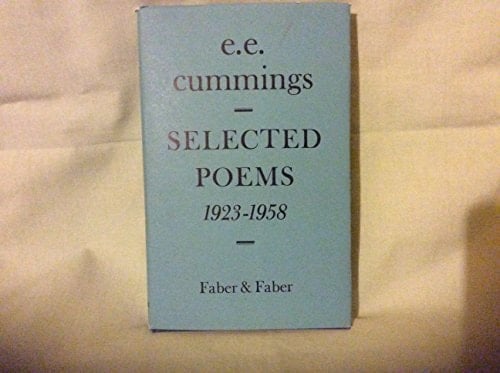 e.e.
cummings
—
SELECTED
POEMS
1923-1958
—
Faber & Faber